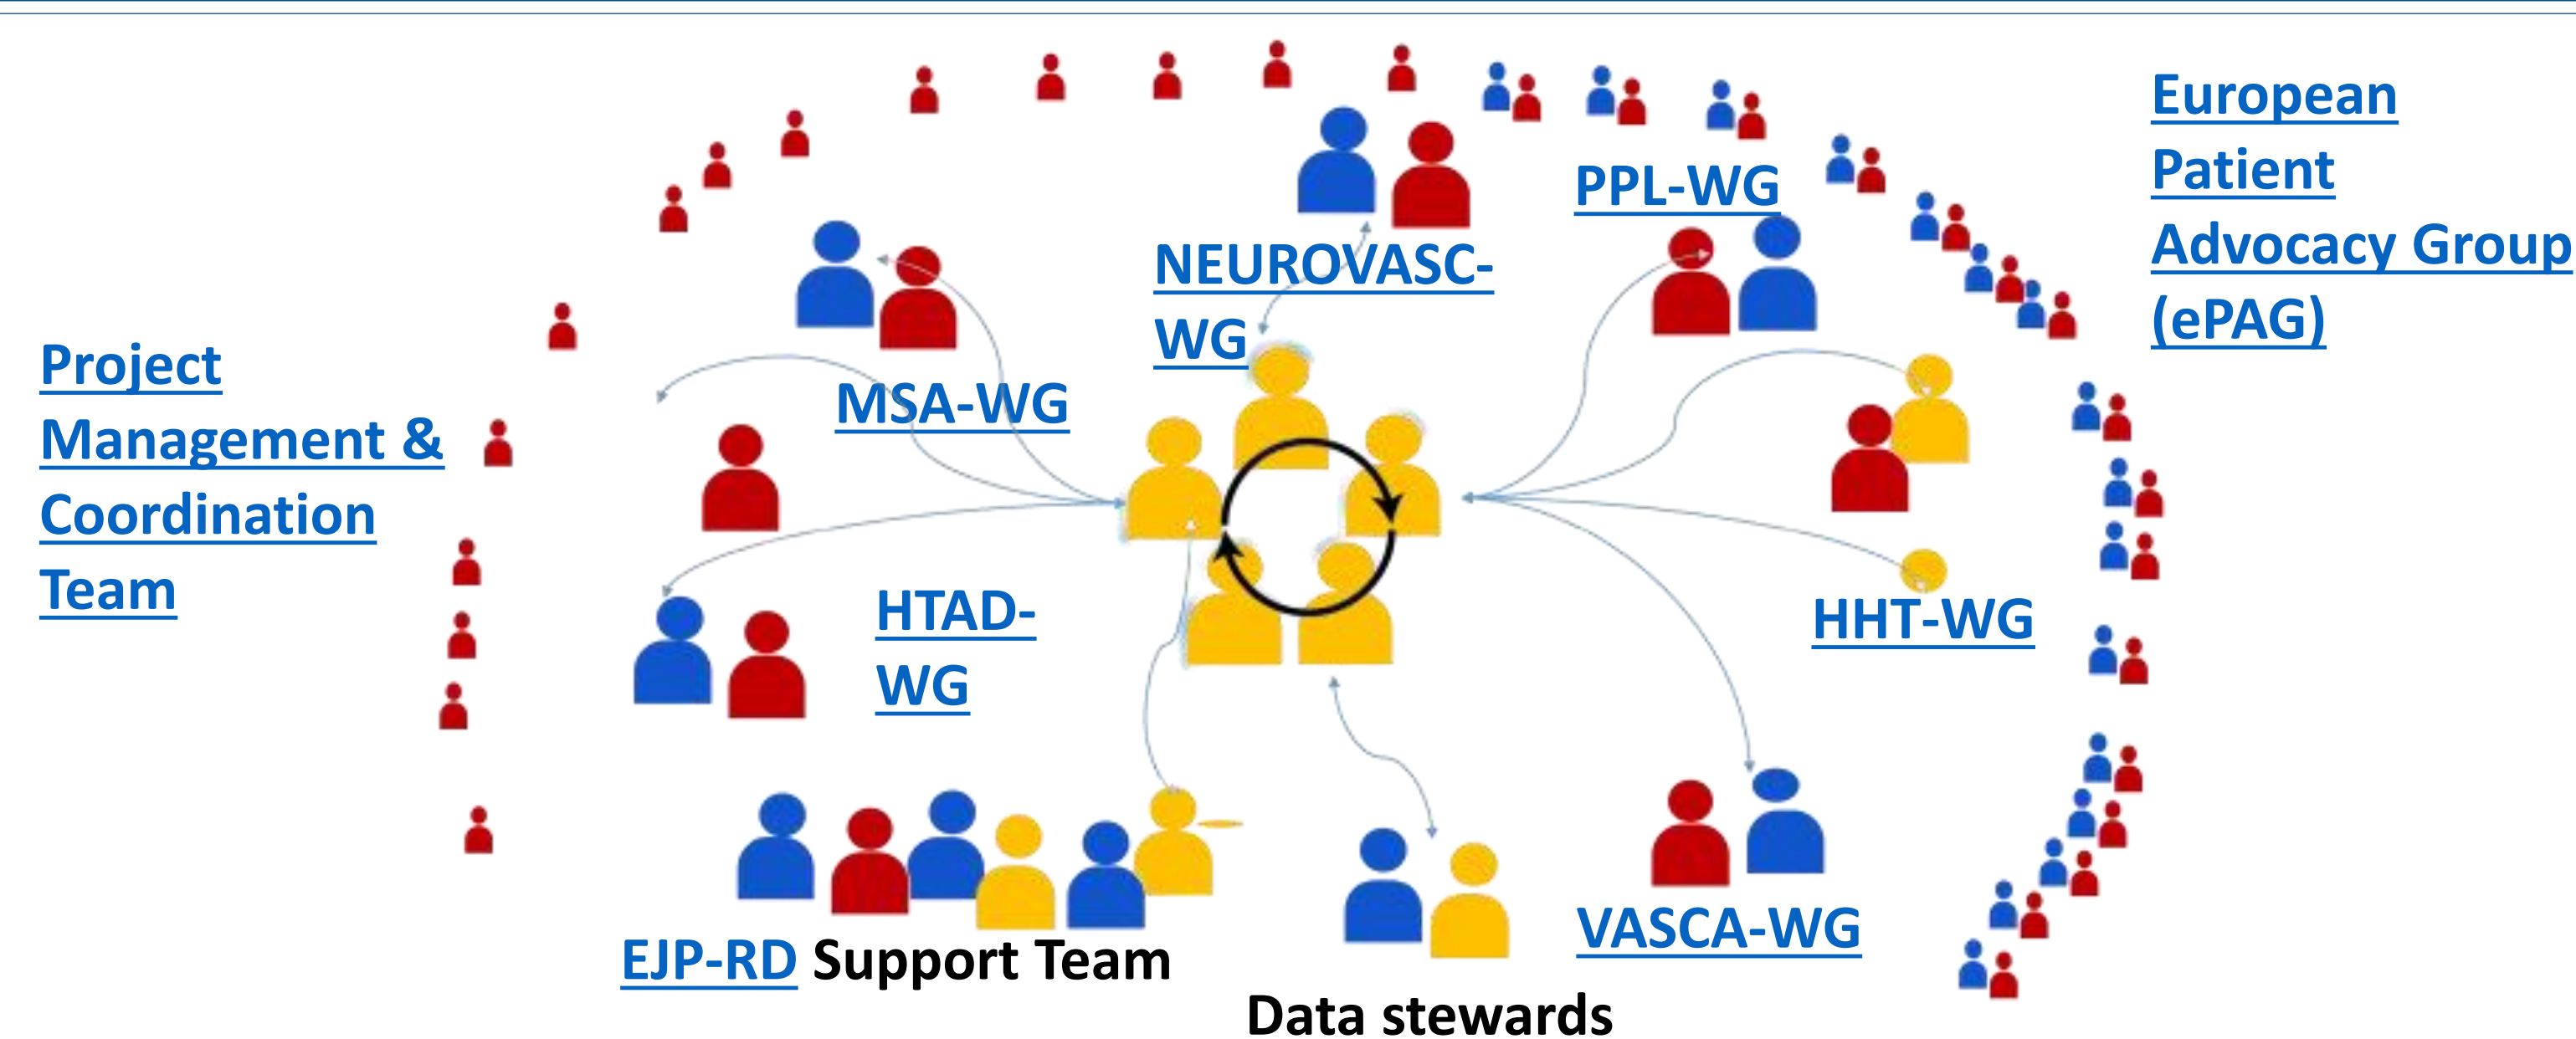 Project
Management &
Coordination
Team
MSA-WG
NEUROVASC-
WG
PPL-WG
European
Patient
Advocacy Group
(ePAG)
HTAD-
WG
HHT-WG
EJP-RD Support Team
Data stewards
VASCA-WG